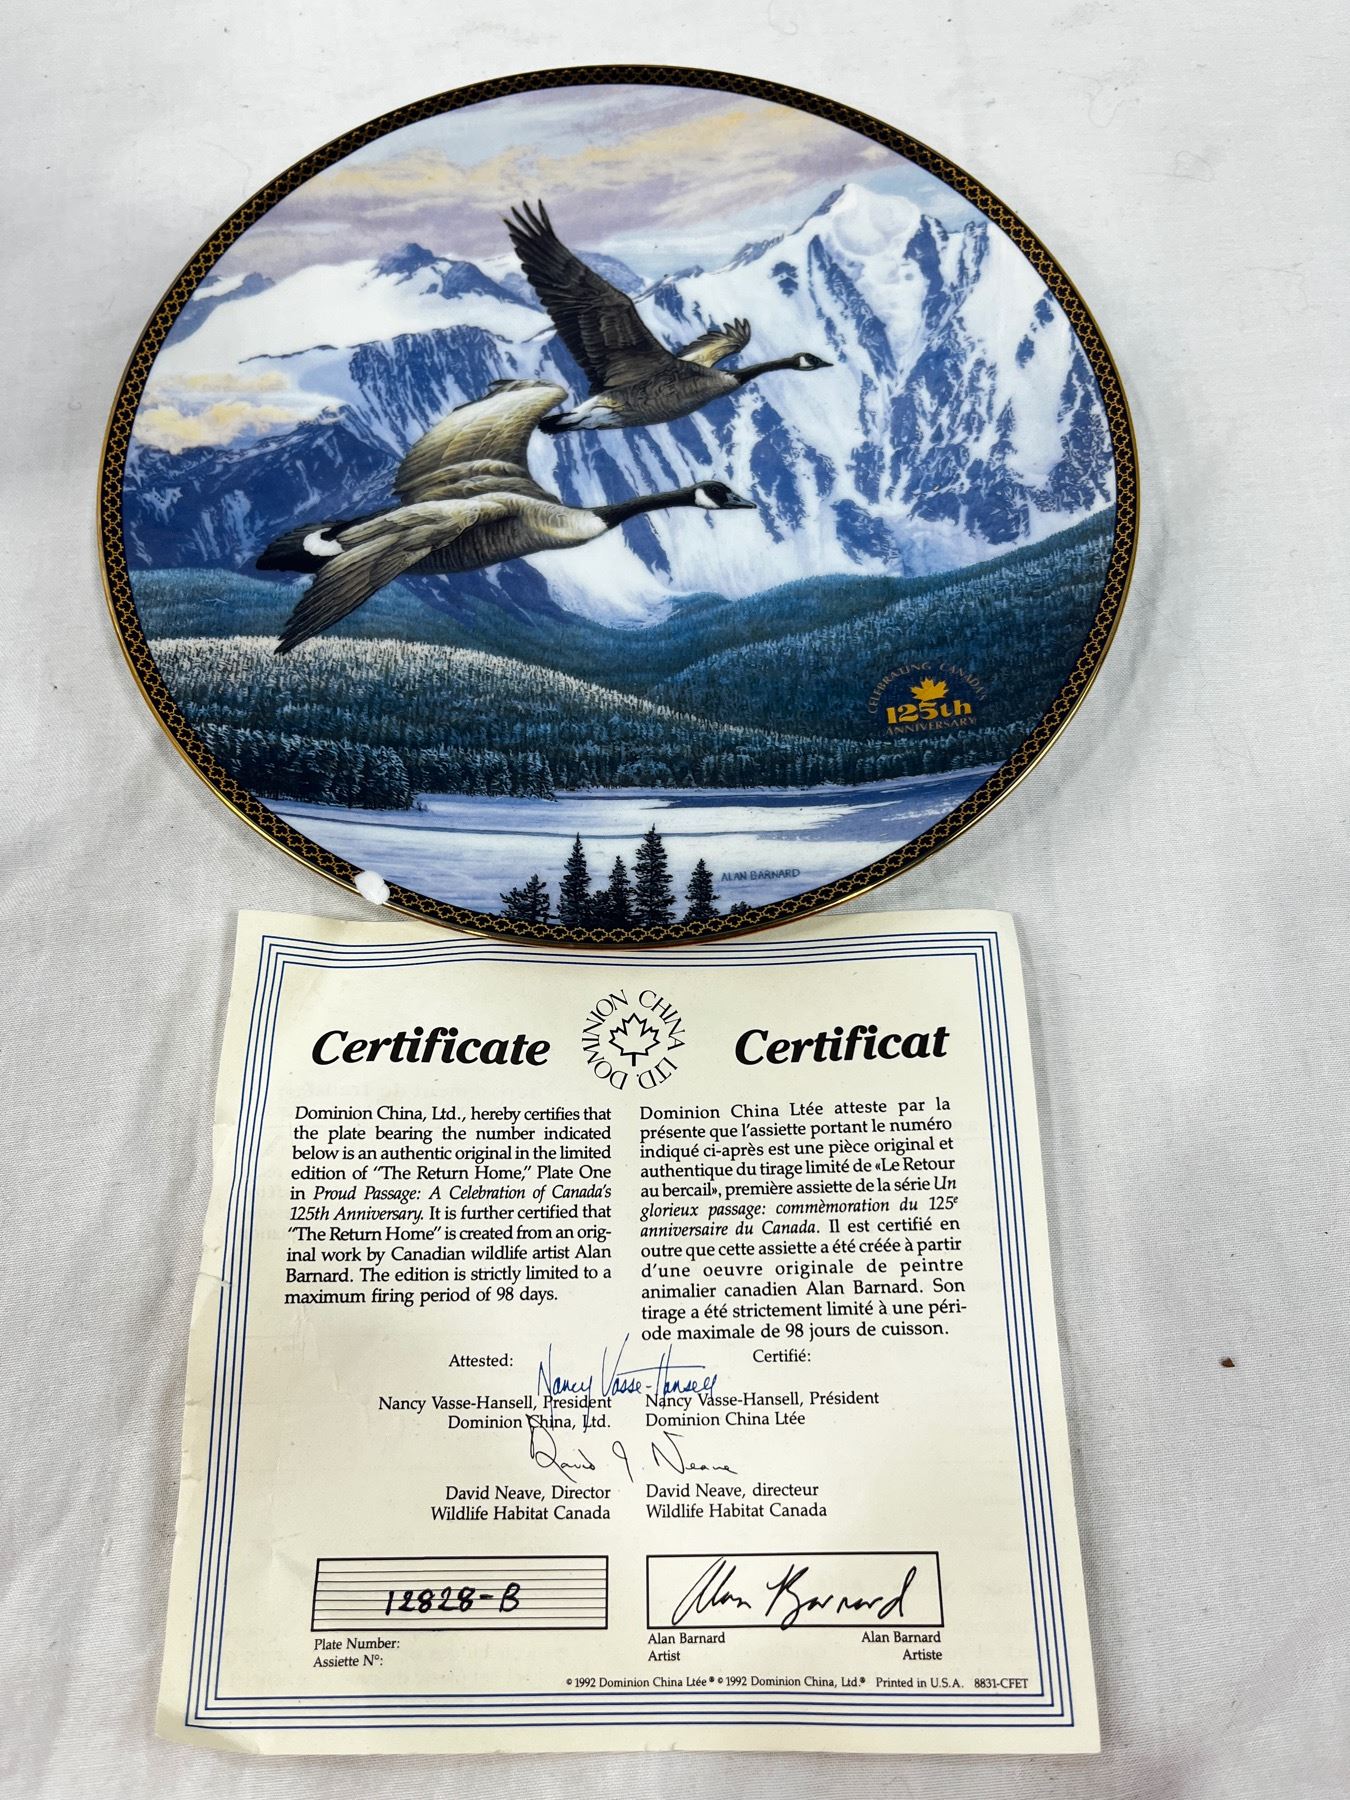 CELEBRATING CANADA'S
125th
ANNIVERSARY
ALAN BARNARD
Certificate
DOMINION CHINA LTD.
Certificat
Dominion China, Ltd., hereby certifies that
the plate bearing the number indicated
below is an authentic original in the limited
edition of "The Return Home," Plate One
in Proud Passage: A Celebration of Canada's
125th Anniversary. It is further certified that
"The Return Home" is created from an orig-
inal work by Canadian wildlife artist Alan
Barnard. The edition is strictly limited to a
maximum firing period of 98 days.
Dominion China Ltée atteste par la
présente que l'assiette portant le numéro
indiqué ci-après est une pièce original et
authentique du tirage limité de «Le Retour
au bercail», première assiette de la série Un
glorieux passage: commèmoration du 125e
anniversaire du Canada. Il est certifié en
outre que cette assiette a été créée à partir
d'une oeuvre originale de peintre
animalier canadien Alan Barnard. Son
tirage a été strictement limité à une péri-
ode maximale de 98 jours de cuisson.
Attested:
Certifié:
Nancy Vasse-Hansell
Nancy Vasse-Hansell, President
Dominion China, Ltd.
Nancy Vasse-Hansell, Président
Dominion China Ltée
David J. Neave
David Neave, Director
Wildlife Habitat Canada
David Neave, directeur
Wildlife Habitat Canada
12828-B
Plate Number:
Assiette No:
Alan Barnard
Alan Barnard
Artist
Alan Barnard
Artiste
© 1992 Dominion China Ltée ® © 1992 Dominion China, Ltd.® Printed in U.S.A. 8831-CFET